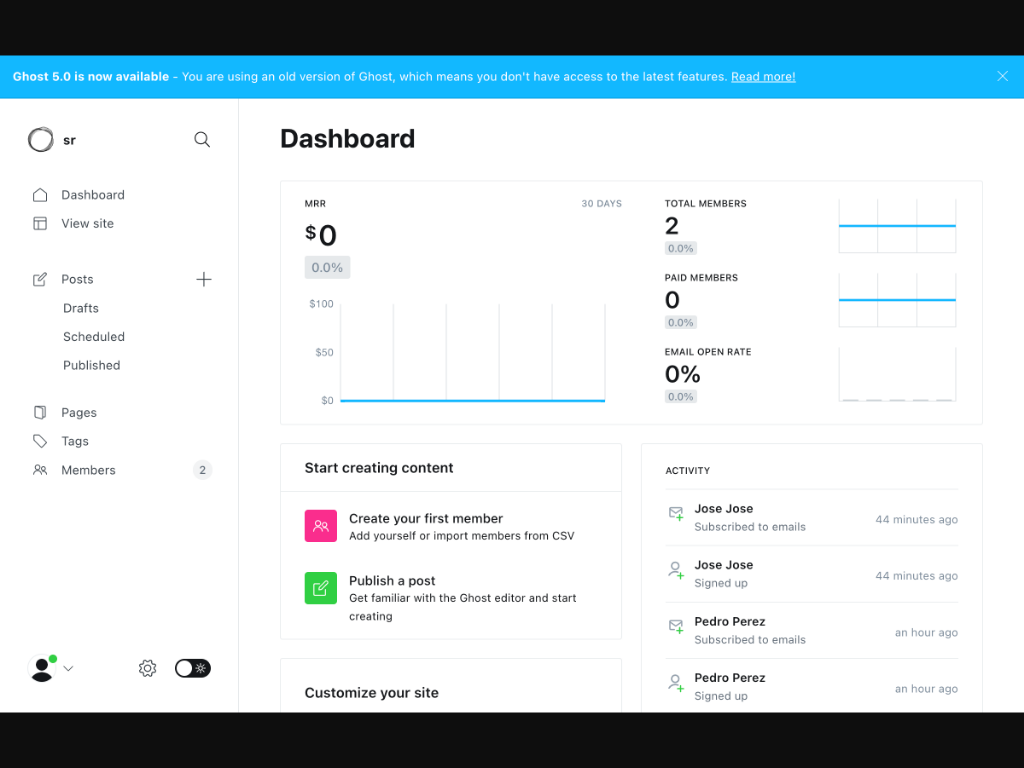 Ghost 5.0 is now available – You are using an old version of Ghost, which means you don't have access to the latest features. Read more!
sr
Dashboard
View site
Posts
Drafts
Scheduled
Published
Pages
Tags
Members 2
Dashboard
MRR 30 DAYS
$0
0.0%
$100
$50
$0
TOTAL MEMBERS
2
0.0%
PAID MEMBERS
0
0.0%
EMAIL OPEN RATE
0%
0.0%
Start creating content
Create your first member
Add yourself or import members from CSV
Publish a post
Get familiar with the Ghost editor and start
creating
Customize your site
ACTIVITY
Jose Jose
Subscribed to emails
44 minutes ago
Jose Jose
Signed up
44 minutes ago
Pedro Perez
Subscribed to emails
an hour ago
Pedro Perez
Signed up
an hour ago